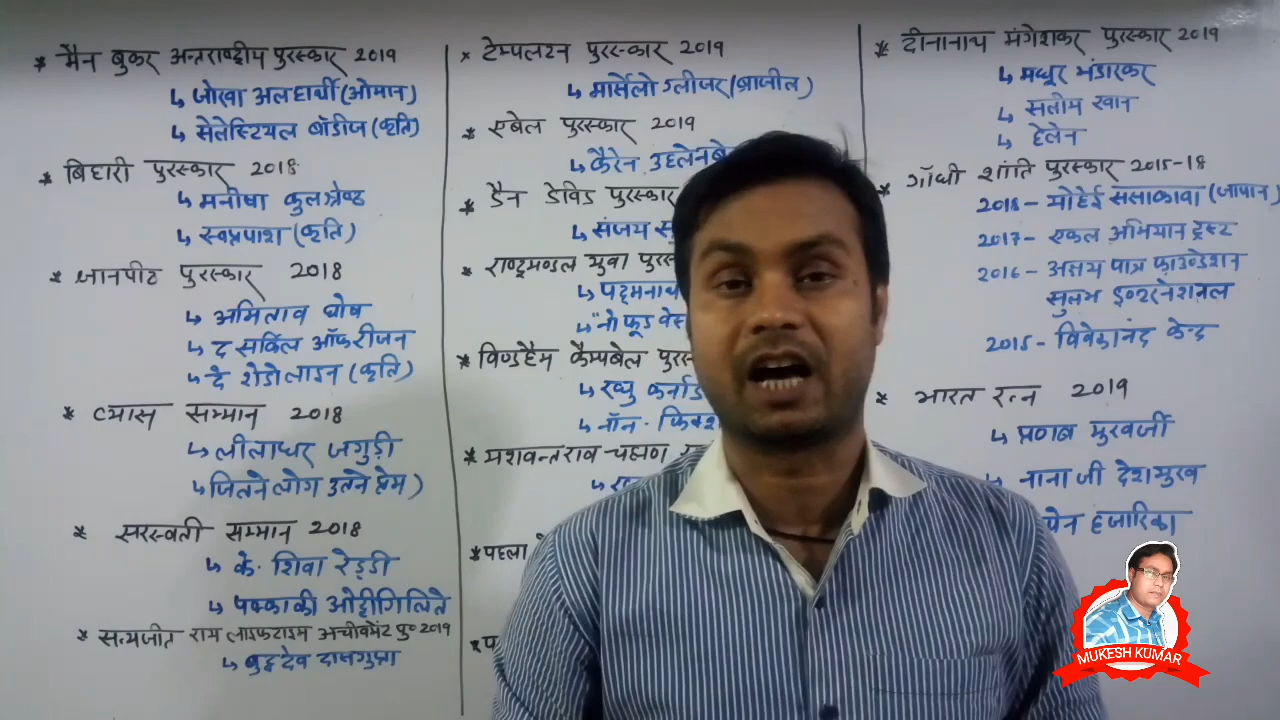 * मैन बुकर अन्तराष्ट्रीय पुरस्कार 2019
↳ जोखा अलहार्थी (ओमान)
↳ सेलेस्टियल बॉडीज (कृति)
* बिहारी पुरस्कार 2018
↳ मनीषा कुलश्रेष्ठ
↳ स्वप्नपाश (कृति)
* ज्ञानपीठ पुरस्कार 2018
↳ अमिताव घोष
↳ द सर्किल ऑफ रीजन
↳ द शेडो लाइन (कृति)
* व्यास सम्मान 2018
↳ लीलाधर जगुड़ी
↳ जितने लोग उतने प्रेम)
* सरस्वती सम्मान 2018
↳ के. शिवा रेड्डी
↳ पक्काकी ओट्टीगिलिते
* सत्यजीत राय लाइफटाइम अचीवमेंट पु० 2019
↳ बुद्धदेव दासगुप्ता
* टेम्पलटन पुरस्कार 2019
↳ मार्सेलो ग्लीजर (ब्राजील)
* एबेल पुरस्कार 2019
↳ कैरेन उहलेनबे
* डैन डेविड पुरस्कार
↳ संजय
* राष्ट्रमण्डल युवा पुरस
↳ पद्मनाथ
↳ "नो फूड वेस
* विण्डहैम कैम्पबेल पुरस
↳ रघु कर्नाड
↳ नॉन. फिक्श
* यशवन्तराव चह्वाण
* पहला
* दीनानाथ मंगेशकर पुरस्कार 2019
↳ मधुर भंडारकर
↳ सलीम खान
↳ हेलेन
* गाँधी शांति पुरस्कार 2015-18
2018 - योहेई ससाकावा (जापान)
2017 - एकल अभियान ट्रस्ट
2016 - अक्षय पात्र फाउण्डेशन
सुलभ इण्टरनेशनल
2015 - विवेकानंद केन्द्र
* भारत रत्न 2019
↳ प्रणब मुखर्जी
↳ नाना जी देशमुख
पेन हजारिका
MUKESH KUMAR